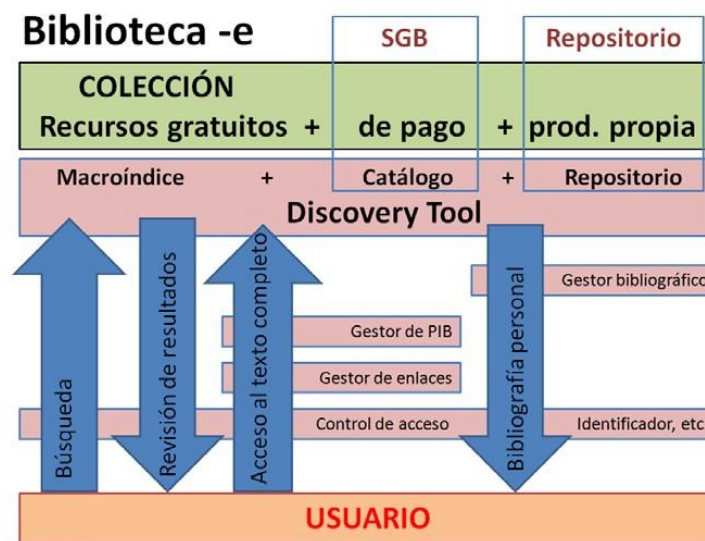 Biblioteca -e
SGB
Repositorio
COLECCIÓN
Recursos gratuitos + de pago + prod. propia
Macroíndice + Catálogo + Repositorio
Discovery Tool
Búsqueda
Revisión de resultados
Acceso al texto completo
Bibliografía personal
Gestor bibliográfico
Gestor de PIB
Gestor de enlaces
Control de acceso
Identificador, etc
USUARIO